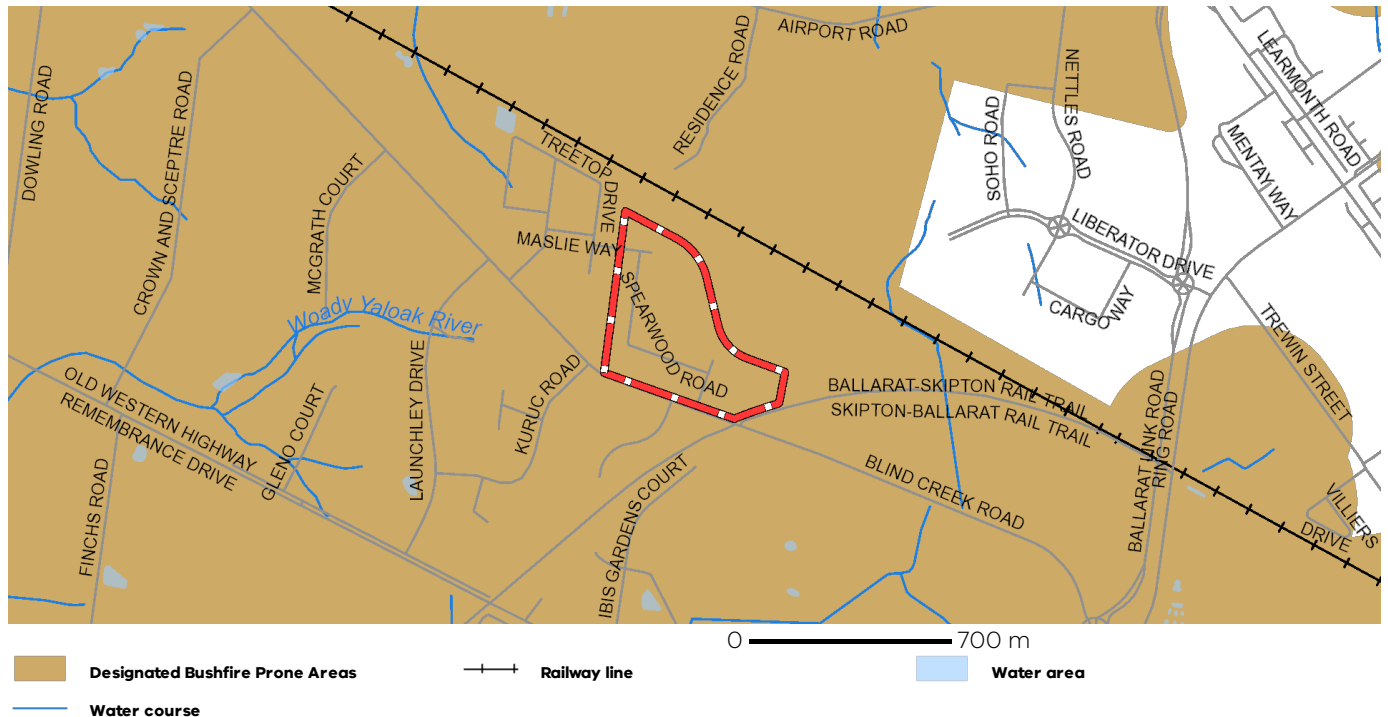 AIRPORT ROAD
RESIDENCE ROAD
NETTLES ROAD
LEARMONTH ROAD
DOWLING ROAD
CROWN AND SCEPTRE ROAD
SOHO ROAD
MENTAY WAY
TREETOP DRIVE
MCGRATH COURT
MASLIE WAY
LIBERATOR DRIVE
SPEARWOOD ROAD
CARGO WAY
Woady Yaloak River
TREWIN STREET
OLD WESTERN HIGHWAY
REMEMBRANCE DRIVE
GLENO COURT
LAUNCHLEY DRIVE
KURUC ROAD
BALLARAT-SKIPTON RAIL TRAIL
SKIPTON-BALLARAT RAIL TRAIL
BALLARAT LINK ROAD
RING ROAD
FINCHS ROAD
IBIS GARDENS COURT
BLIND CREEK ROAD
VILLIERS
DRIVE
0 700 m
Designated Bushfire Prone Areas
Railway line
Water area
Water course